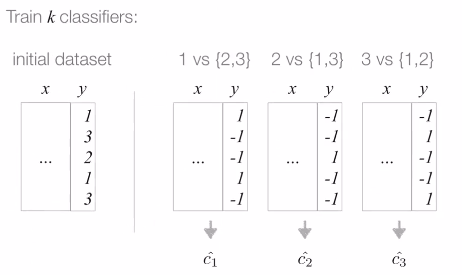 Train k classifiers:
initial dataset
1 vs {2,3}
2 vs {1,3}
3 vs {1,2}
x y
x y
x y
x y
1
3
... 2
1
3
1
-1
... -1
1
-1
-1
-1
... 1
-1
-1
-1
1
... -1
-1
1
ĉ1
ĉ2
ĉ3